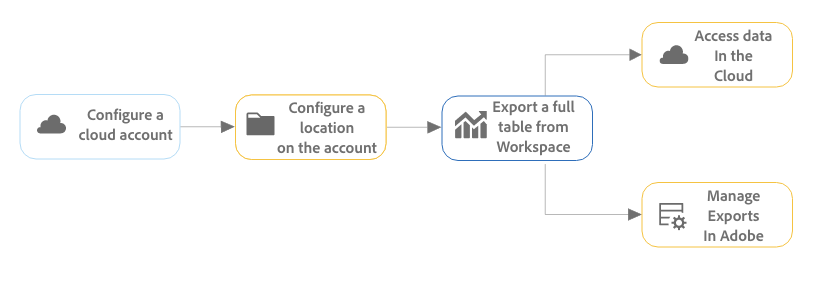 Configure a
cloud account
Configure a
location
on the account
Export a full
table from
Workspace
Access data
In the
Cloud
Manage
Exports
In Adobe